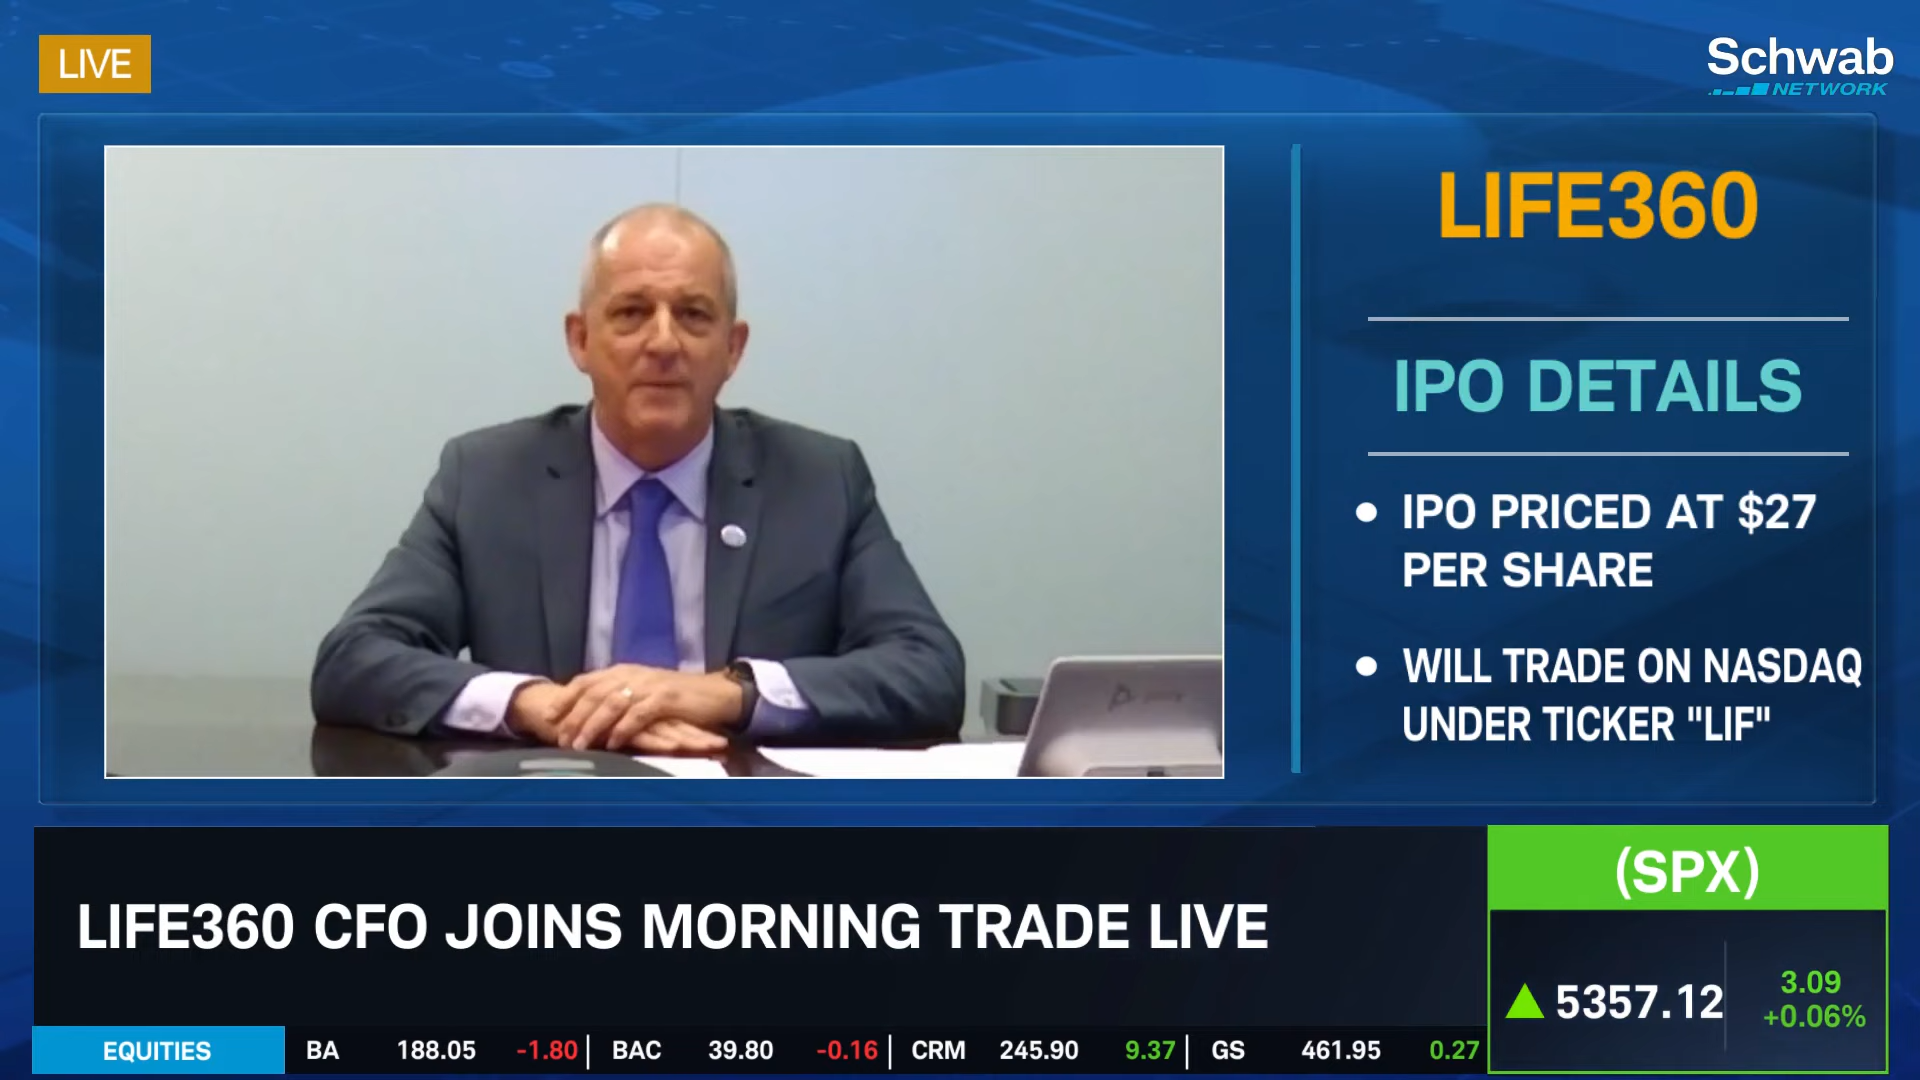 LIVE
Schwab
NETWORK
LIFE360
IPO DETAILS
• IPO PRICED AT $27
PER SHARE
• WILL TRADE ON NASDAQ
UNDER TICKER "LIF"
LIFE360 CFO JOINS MORNING TRADE LIVE
(SPX)
▲ 5357.12
3.09
+0.06%
EQUITIES
BA 188.05 -1.80 | BAC 39.80 -0.16 | CRM 245.90 9.37 | GS 461.95 0.27